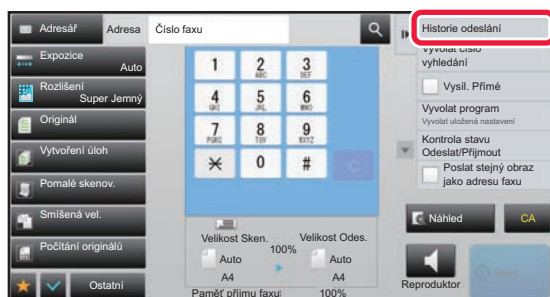 Adresář
Adresa
Číslo faxu
Expozice
Auto
Rozlišení
Super Jemný
Originál
Vytvoření úloh
Pomalé skenov.
Smíšená vel.
Počítání originálů
Ostatní
1
2
ABC
3
DEF
4
GHI
5
JKL
6
MNO
7
PQRS
8
TUV
9
WXYZ
0
#
C
Velikost Sken.
100%
Velikost Odes.
Auto
A4
Auto
A4
Paměť příjmu faxu:
100%
Historie odeslání
Vyvolat číslo
vyhledání
Vysíl. Přímé
Vyvolat program
Vyvolat uložená nastavení
Kontrola stavu
Odeslat/Přijmout
Poslat stejný obraz
jako adresu faxu
Náhled
CA
Reproduktor
Start